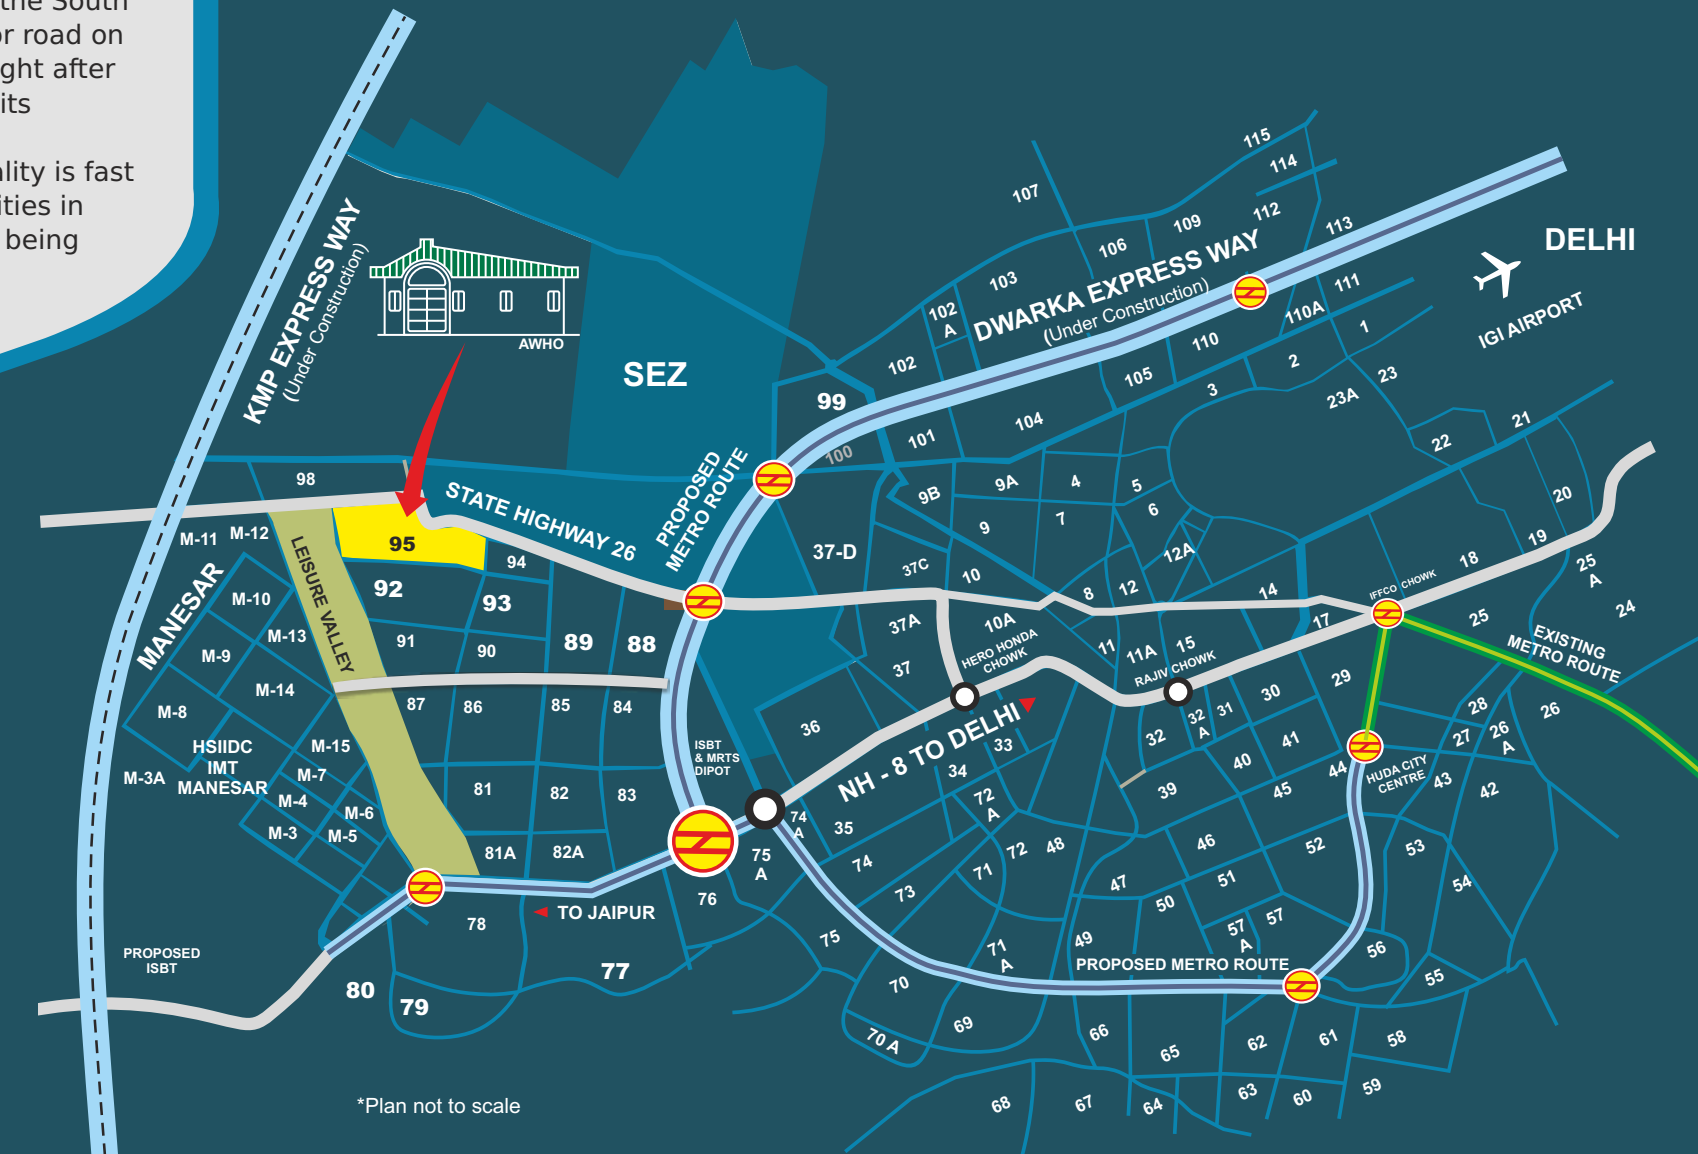 the South
or road on
ght after
its
ality is fast
ities in
being
KMP EXPRESS WAY
(Under Construction)
AWHO
SEZ
DWARKA EXPRESS WAY
(Under Construction)
DELHI
IGI AIRPORT
115
114
107
112
109
113
106
103
111
102
A
110A
1
110
102
2
23
105
3
23A
99
104
21
101
22
100
PROPOSED
METRO ROUTE
98
STATE HIGHWAY 26
9B
9A
4
5
20
6
7
9
M-11
M-12
95
94
37-D
12A
19
18
25
A
LEISURE VALLEY
MANESAR
92
93
37C
10
8
12
14
IFFCO CHOWK
M-10
24
M-13
91
90
89
88
37A
10A
17
25
EXISTING
METRO ROUTE
HERO HONDA
CHOWK
11
11A
15
RAJIV CHOWK
M-9
37
M-14
29
30
M-8
87
86
85
84
36
31
32
A
28
26
26
A
27
32
41
33
NH - 8 TO DELHI
HSIIDC
IMT
MANESAR
M-15
ISBT
& MRTS
DIPOT
34
40
44
HUDA CITY
CENTRE
43
42
M-3A
M-7
81
82
83
39
45
M-4
M-6
72
A
74
A
35
M-3
M-5
81A
82A
75
A
74
72
48
46
52
53
71
73
47
51
54
76
50
TO JAIPUR
78
57
57
A
75
49
71
A
56
PROPOSED METRO ROUTE
PROPOSED
ISBT
77
55
80
79
70
69
66
70 A
65
62
61
58
59
63
60
68
67
64
*Plan not to scale